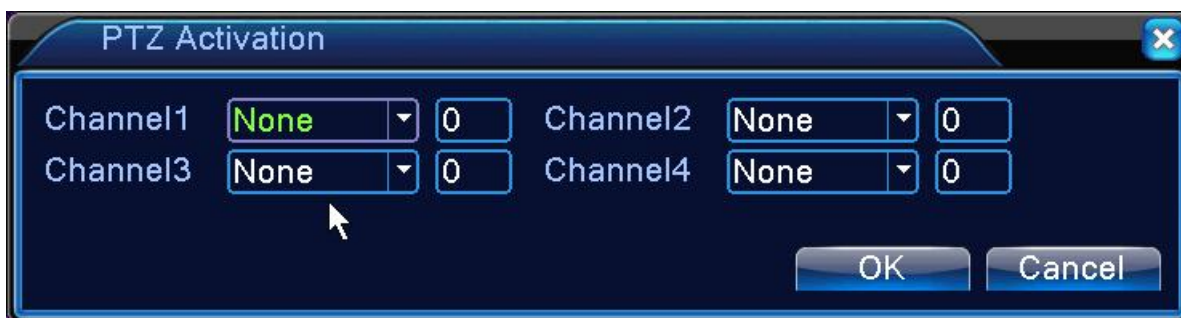 PTZ Activation
Channel1 None 0 Channel2 None 0
Channel3 None 0 Channel4 None 0
OK Cancel